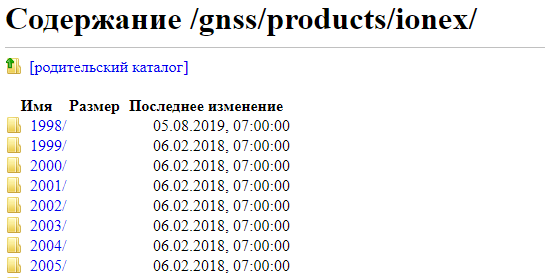 Содержание /gnss/products/ionex/
[родительский каталог]
Имя Размер Последнее изменение
1998/ 05.08.2019, 07:00:00
1999/ 06.02.2018, 07:00:00
2000/ 06.02.2018, 07:00:00
2001/ 06.02.2018, 07:00:00
2002/ 06.02.2018, 07:00:00
2003/ 06.02.2018, 07:00:00
2004/ 06.02.2018, 07:00:00
2005/ 06.02.2018, 07:00:00